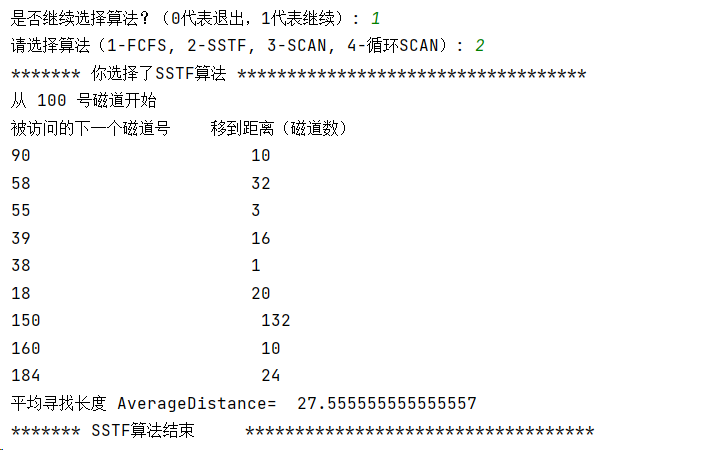 是否继续选择算法？（0代表退出，1代表继续）: 1
请选择算法（1-FCFS, 2-SSTF, 3-SCAN, 4-循环SCAN）: 2
******* 你选择了SSTF算法 ***********************************
从 100 号磁道开始
被访问的下一个磁道号    移到距离（磁道数）
90                      10
58                      32
55                      3
39                      16
38                      1
18                      20
150                      132
160                      10
184                      24
平均寻找长度 AverageDistance=  27.555555555555557
******* SSTF算法结束     ***********************************